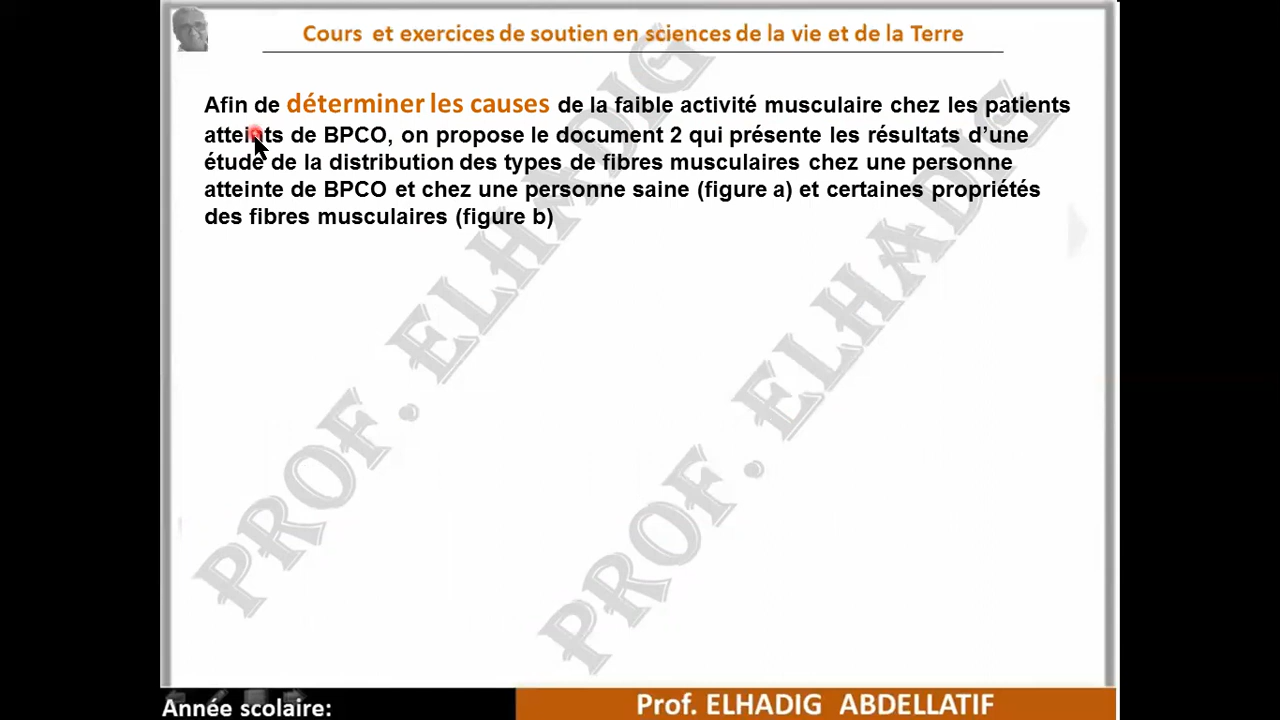 Cours et exercices de soutien en sciences de la vie et de la Terre
Afin de déterminer les causes de la faible activité musculaire chez les patients
atteints de BPCO, on propose le document 2 qui présente les résultats d'une
étude de la distribution des types de fibres musculaires chez une personne
atteinte de BPCO et chez une personne saine (figure a) et certaines propriétés
des fibres musculaires (figure b)
PROF. ELHADIG
PROF. ELHADIG
Année scolaire:
Prof. ELHADIG ABDELLATIF